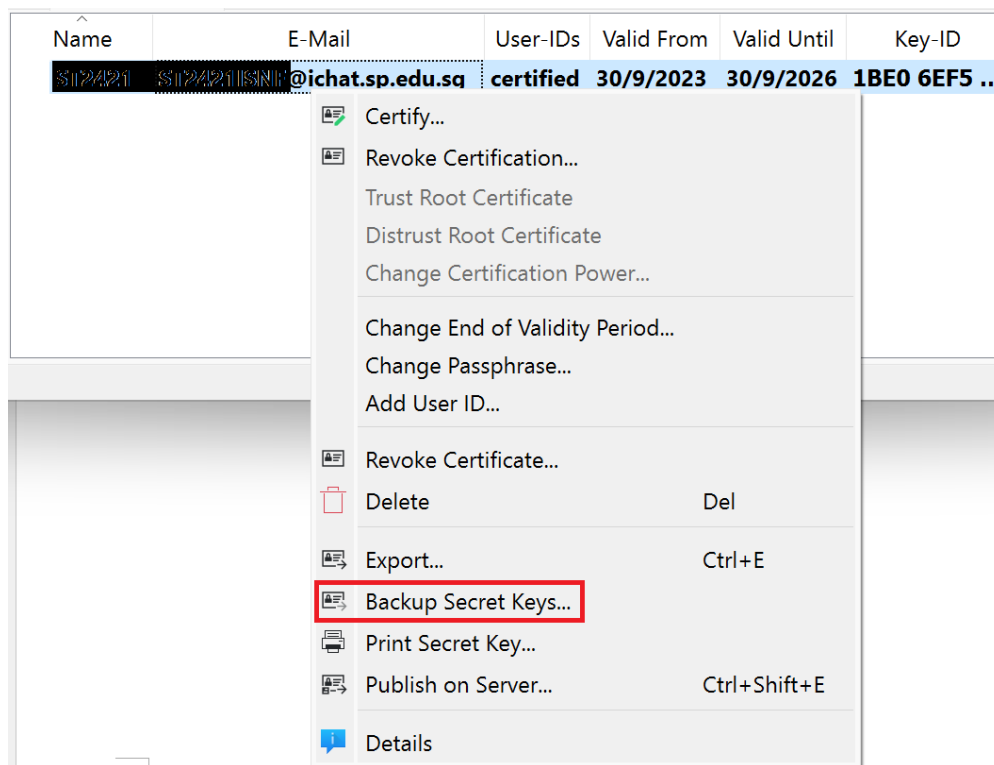 Name E-Mail User-IDs Valid From Valid Until Key-ID
ST2421 @ichat.sp.edu.sg certified 30/9/2023 30/9/2026 1BE0 6EF5 ...
Certify...
Revoke Certification...
Trust Root Certificate
Distrust Root Certificate
Change Certification Power...
Change End of Validity Period...
Change Passphrase...
Add User ID...
Revoke Certificate...
Delete Del
Export... Ctrl+E
Backup Secret Keys...
Print Secret Key...
Publish on Server... Ctrl+Shift+E
Details